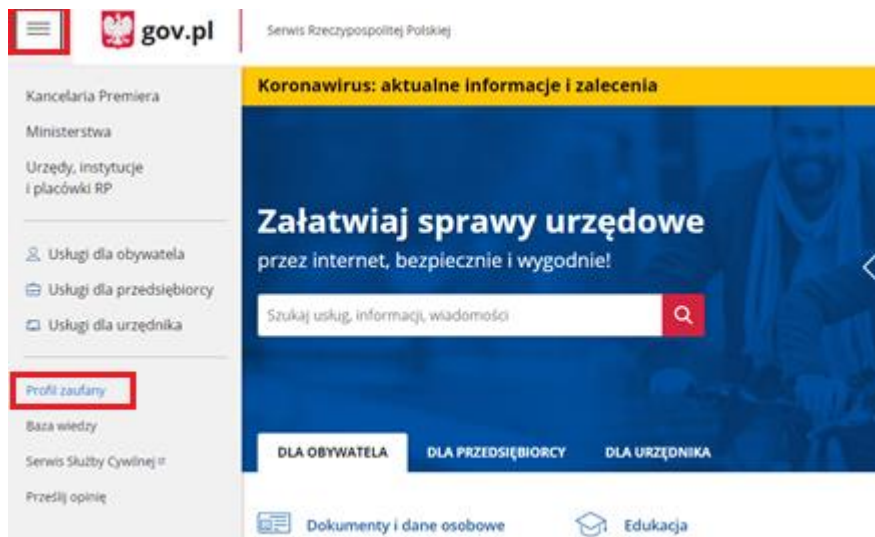 gov.pl
Serwis Rzeczypospolitej Polskiej
Kancelaria Premiera
Ministerstwa
Urzędy, instytucje
i placówki RP
Usługi dla obywatela
Usługi dla przedsiębiorcy
Usługi dla urzędnika
Profil zaufany
Baza wiedzy
Serwis Służby Cywilnej
Prześlij opinię
Koronawirus: aktualne informacje i zalecenia
Załatwiaj sprawy urzędowe
przez internet, bezpiecznie i wygodnie!
Szukaj usług, informacji, wiadomości
DLA OBYWATELA DLA PRZEDSIĘBIORCY DLA URZĘDNIKA
Dokumenty i dane osobowe Edukacja